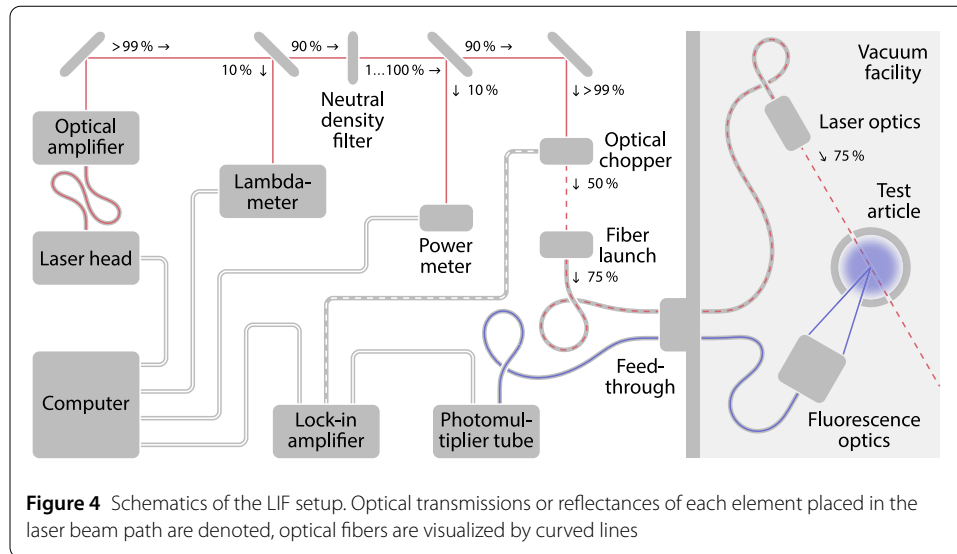 >99 % →
90 % →
90 % →
10 % ↓
1…100% →
↓ 10 %
↓>99 %
Vacuum
facility
Neutral
density
filter
Optical
amplifier
Laser optics
Optical
chopper
↘ 75 %
Lambda-
meter
↓ 50 %
Test
article
Power
meter
Fiber
launch
Laser head
↓ 75 %
Feed-
through
Computer
Lock-in
amplifier
Photomul-
tiplier tube
Fluorescence
optics
Figure 4 Schematics of the LIF setup. Optical transmissions or reflectances of each element placed in the
laser beam path are denoted, optical fibers are visualized by curved lines